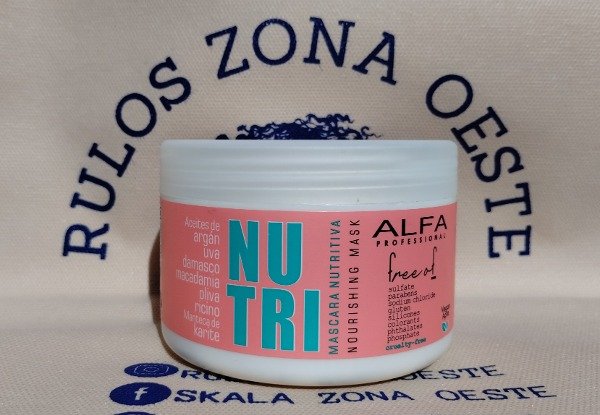 RULOS ZONA OESTE
Aceites de
argán
uva
damasco
macadamia
oliva
ricino
Manteca de
karite
NU
TRI
MASCARA NUTRITIVA
NOURISHING MASK
ALFA
PROFESSIONAL
free of
sulfate
parabens
sodium chloride
gluten
silicones
colorants
phthalates
phosphate
cruelty-free
SKALA ZONA OESTE